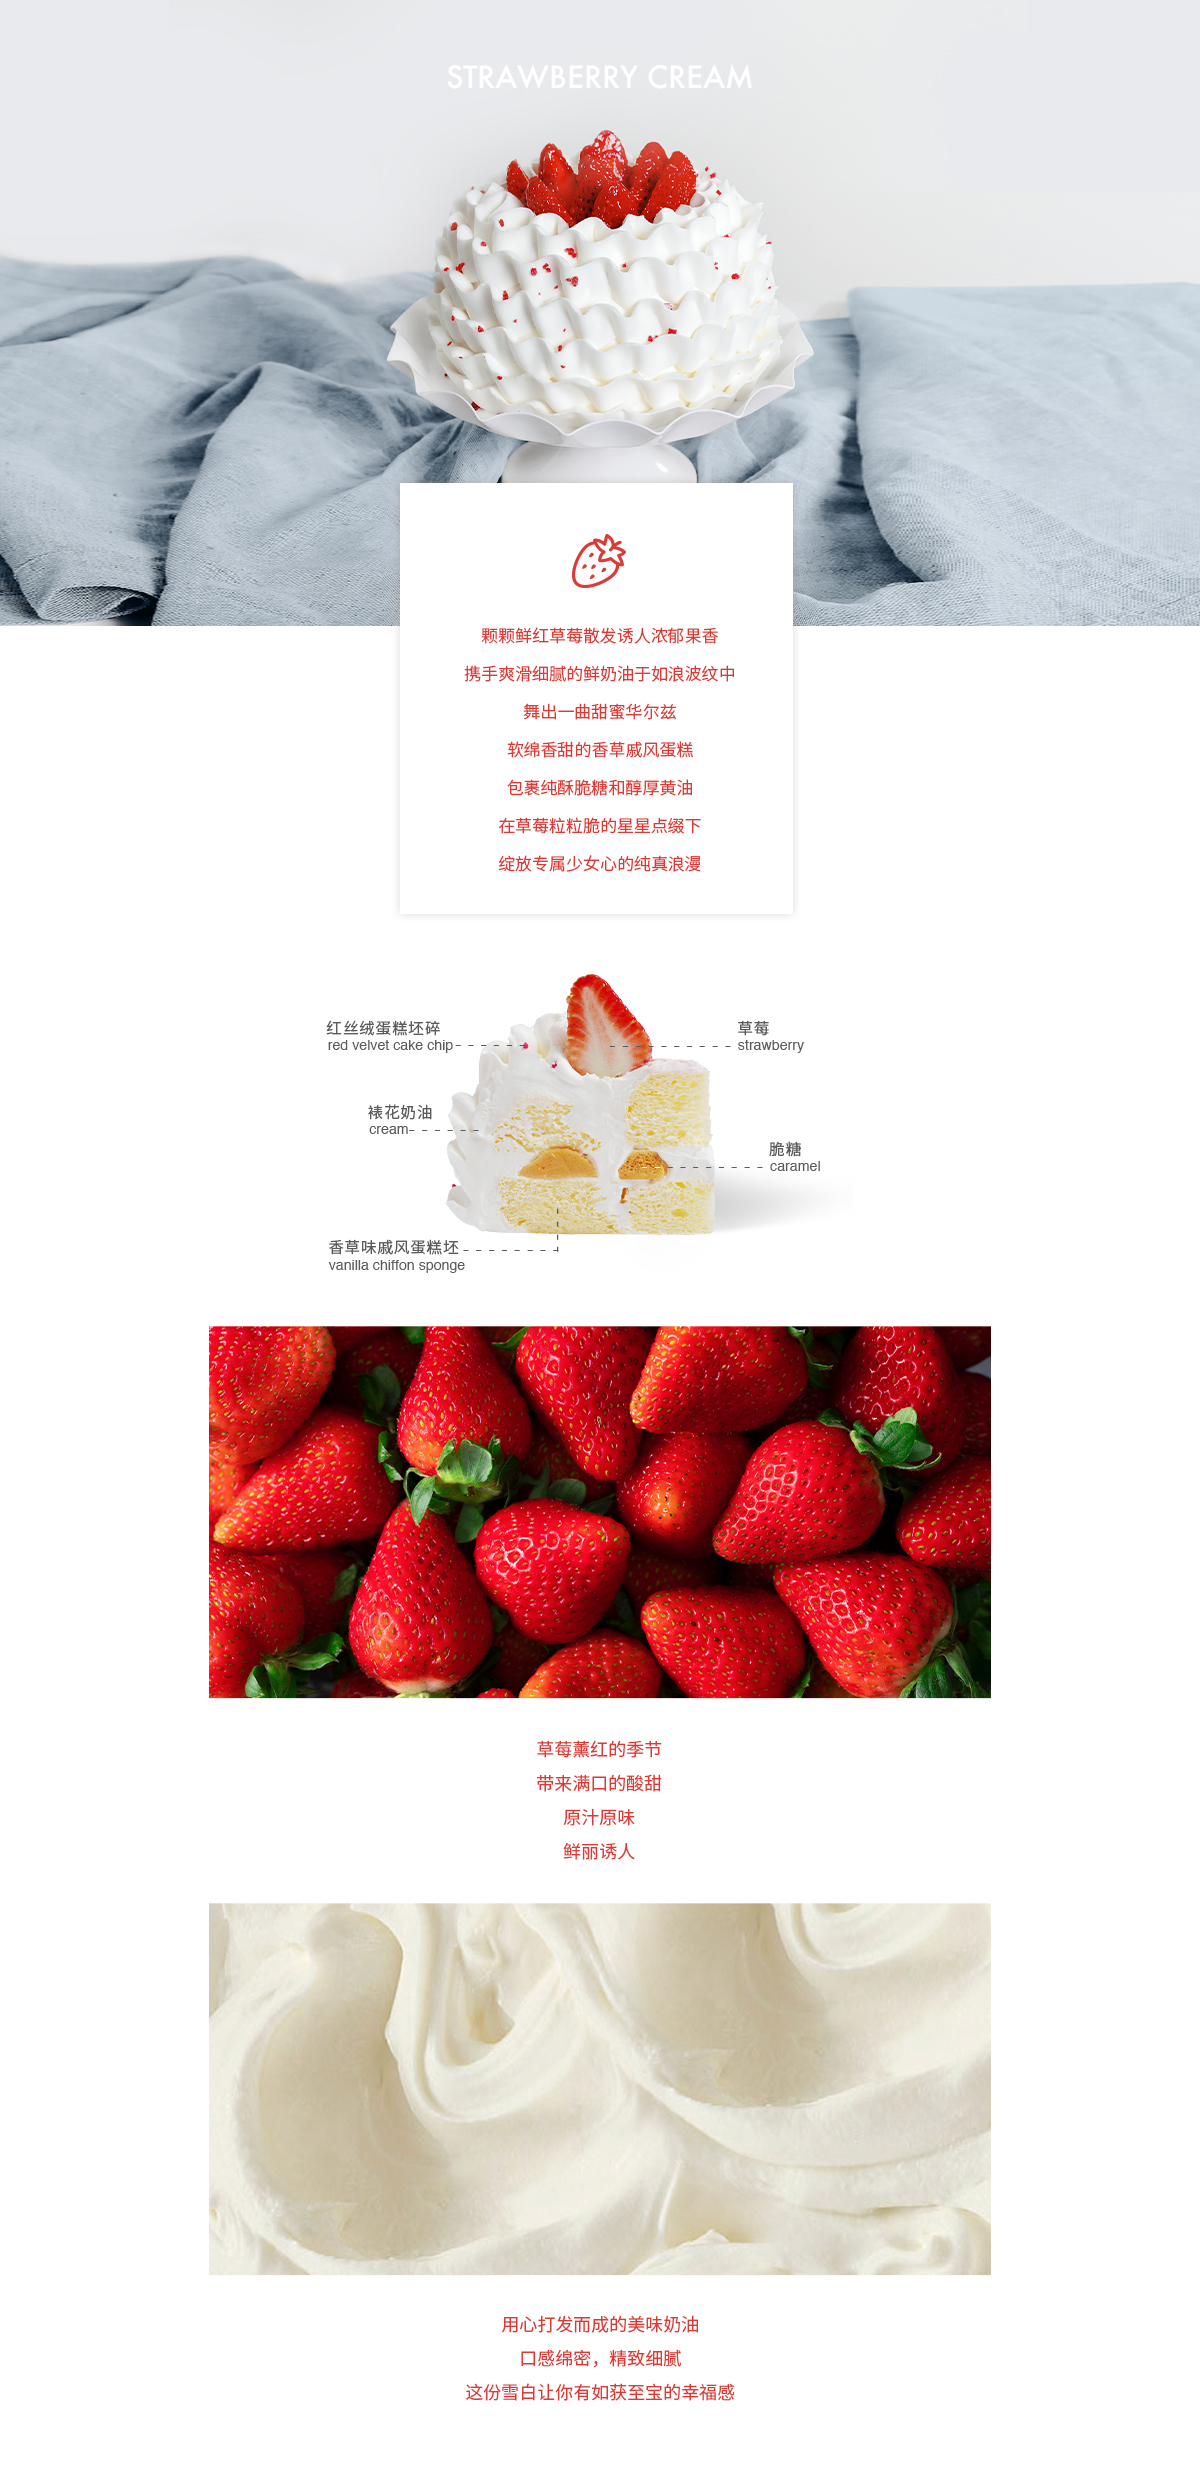 STRAWBERRY CREAM
颗颗鲜红草莓散发诱人浓郁果香
携手爽滑细腻的鲜奶油于如浪波纹中
舞出一曲甜蜜华尔兹
软绵香甜的香草戚风蛋糕
包裹纯酥脆糖和醇厚黄油
在草莓粒粒脆的星星点缀下
绽放专属少女心的纯真浪漫
红丝绒蛋糕坯碎
red velvet cake chip
草莓
strawberry
裱花奶油
cream
脆糖
caramel
香草味戚风蛋糕坯
vanilla chiffon sponge
草莓薰红的季节
带来满口的酸甜
原汁原味
鲜丽诱人
用心打发而成的美味奶油
口感绵密，精致细腻
这份雪白让你有如获至宝的幸福感